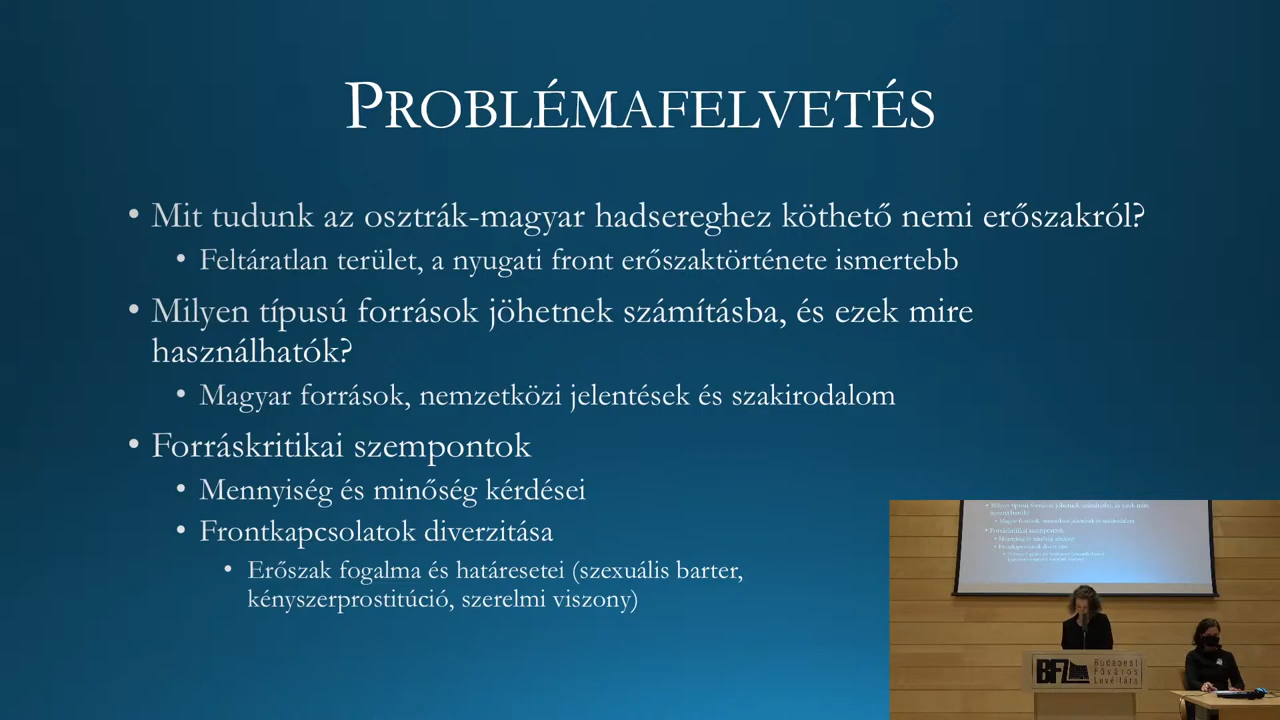 PROBLÉMAFELVETÉS
• Mit tudunk az osztrák-magyar hadsereghez köthető nemi erőszakról?
• Feltáratlan terület, a nyugati front erőszaktörténete ismertebb
• Milyen típusú források jöhetnek számításba, és ezek mire
használhatók?
• Magyar források, nemzetközi jelentések és szakirodalom
• Forráskritikai szempontok
• Mennyiség és minőség kérdései
• Frontkapcsolatok diverzitása
• Erőszak fogalma és határesetei (szexuális barter,
kényszerprostitúció, szerelmi viszony)
BFL
Budapest
Főváros
Levéltára